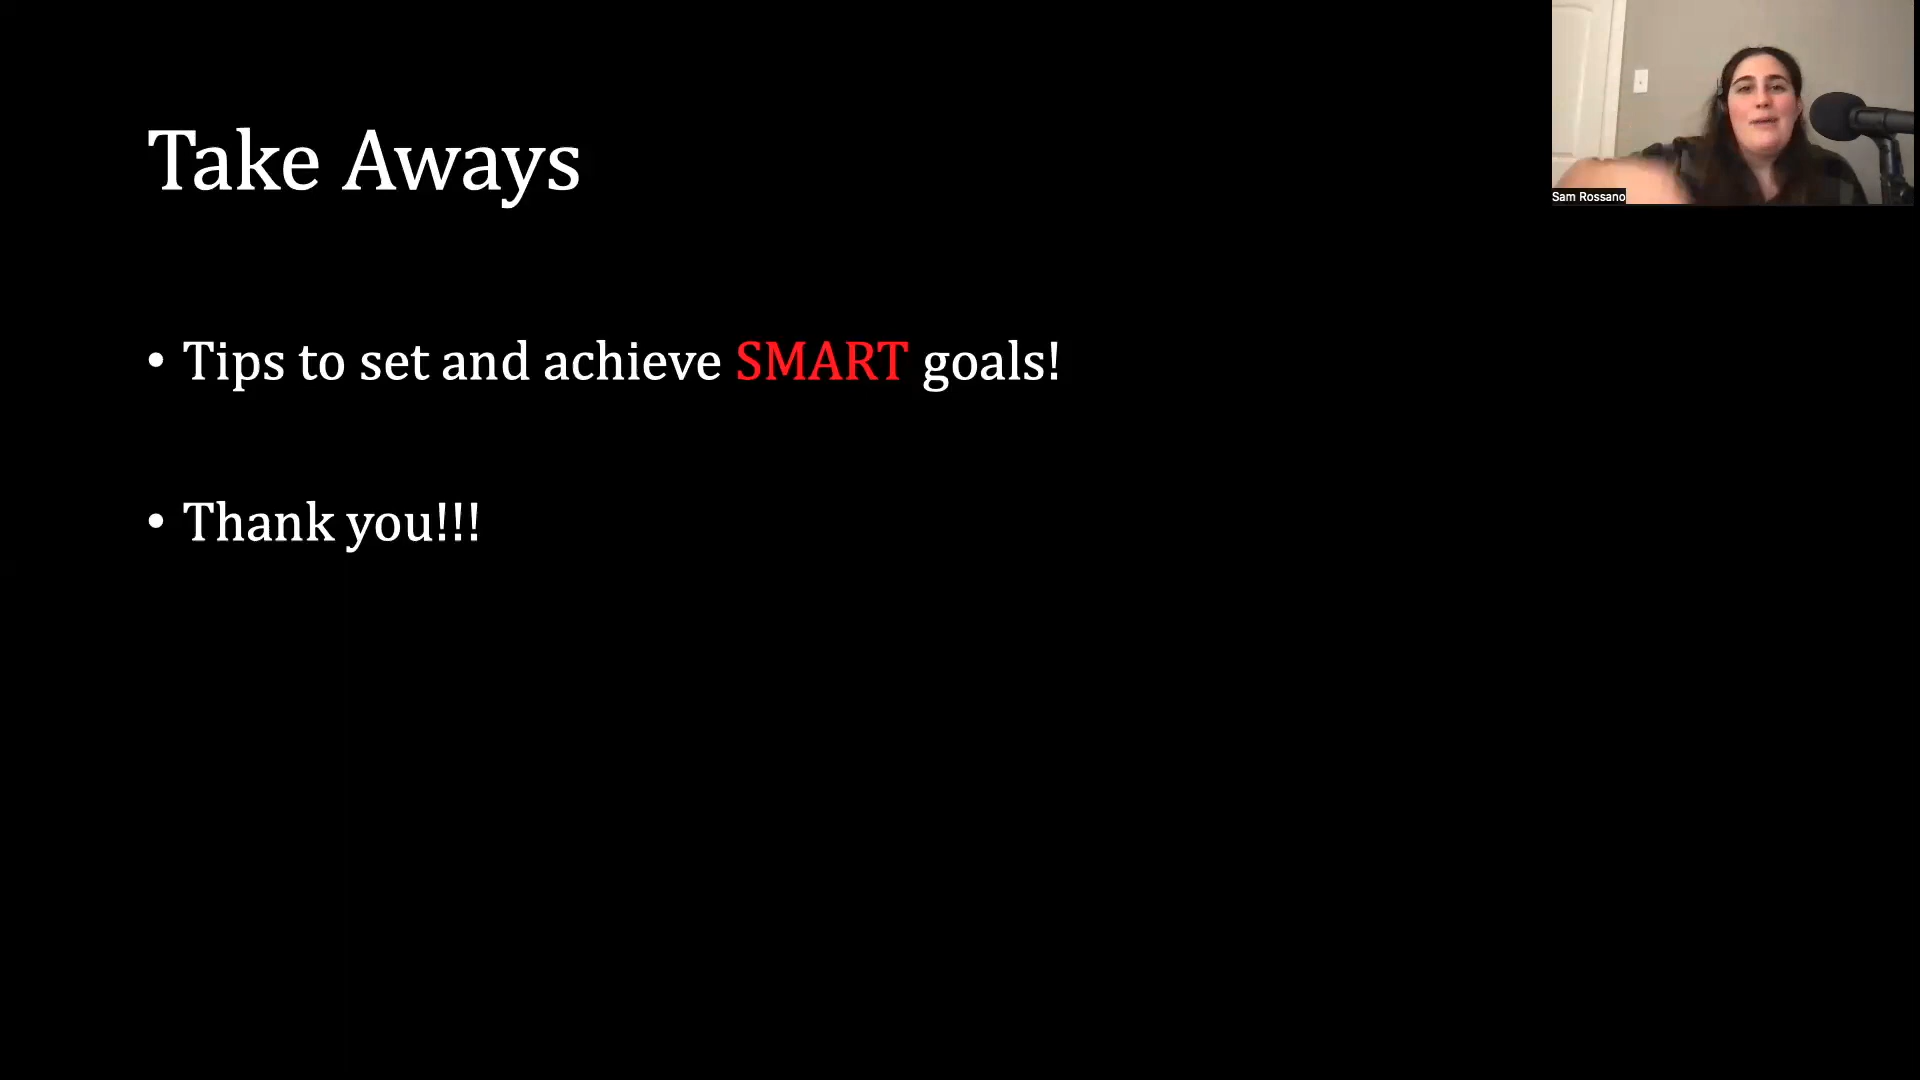 Take Aways
Sam Rossano
• Tips to set and achieve SMART goals!
• Thank you!!!